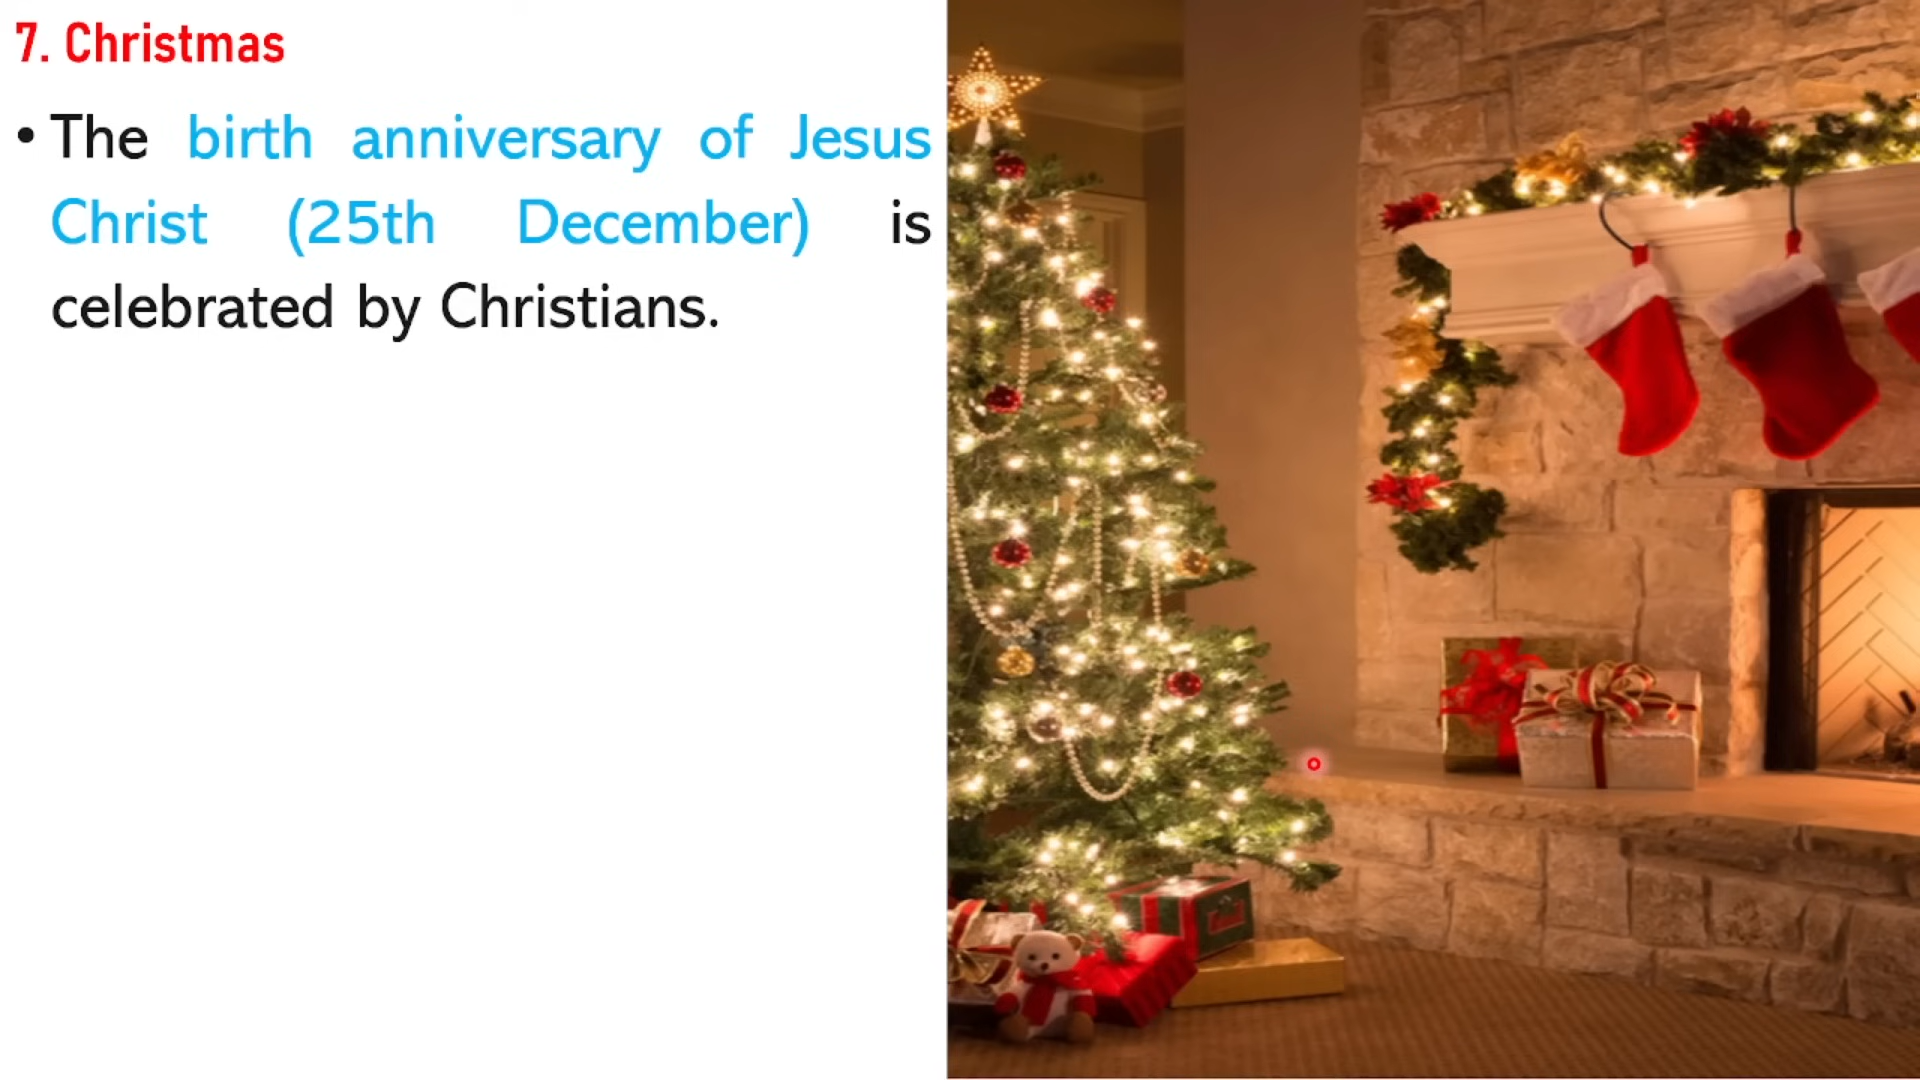 7. Christmas
• The birth anniversary of Jesus
Christ (25th December) is
celebrated by Christians.